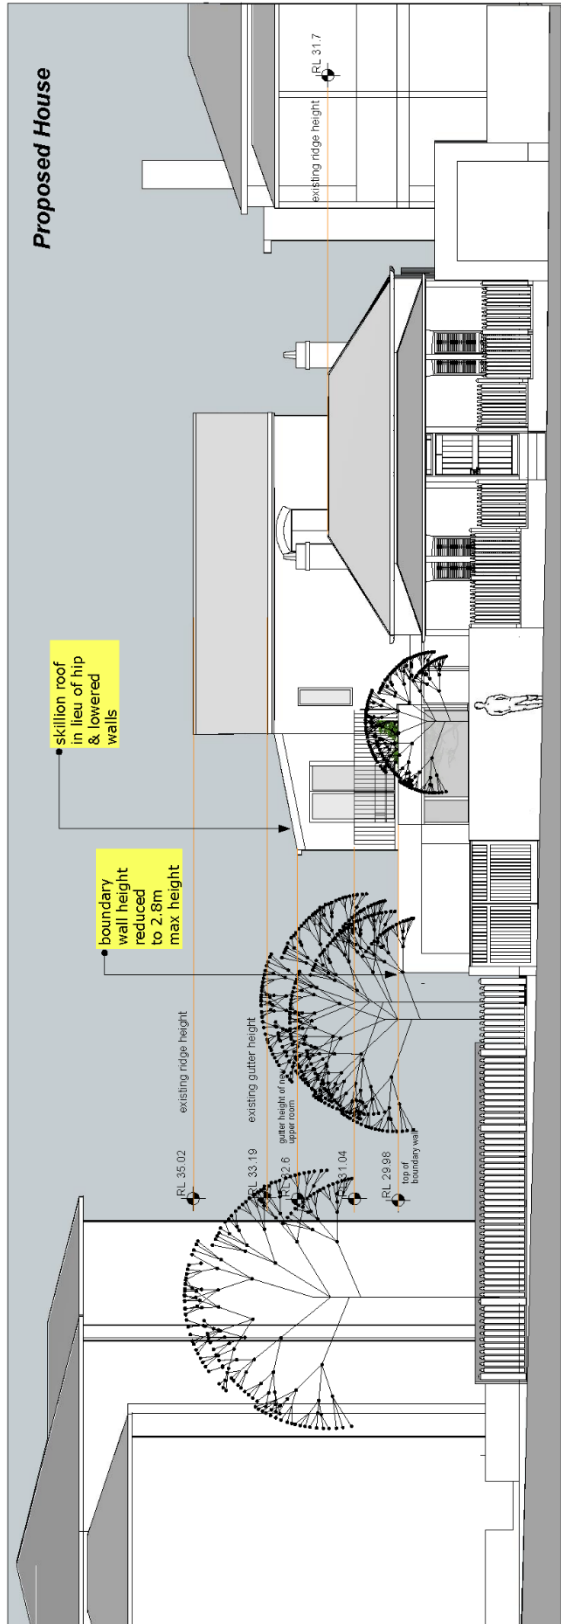 Proposed House
skillion roof
in lieu of hip
& lowered
walls
boundary
wall height
reduced
to 2.8m
max height
existing ridge height
RL 31.7
RL 35.02
existing ridge height
RL 33.19
existing gutter height
32.6
gutter height of
upper room
31.04
RL 29.98
top of
boundary wall